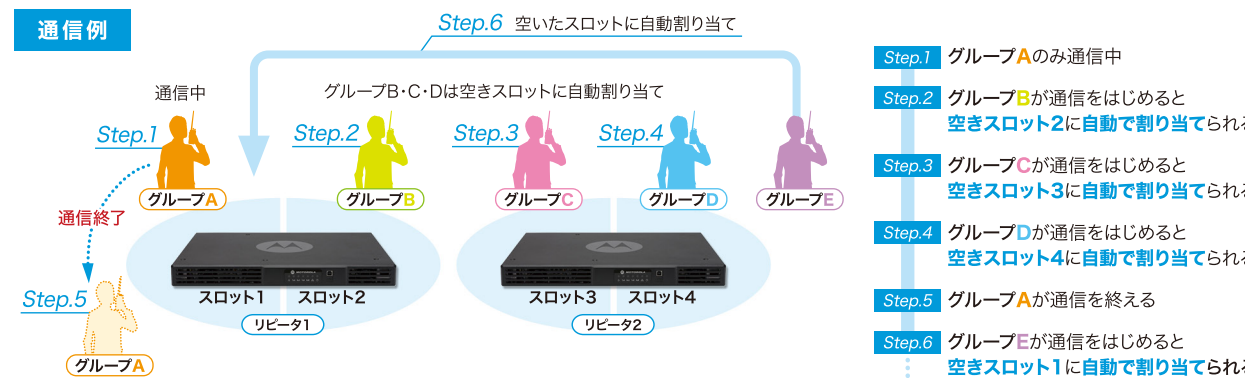 通信例
Step.6 空いたスロットに自動割り当て
通信中
グループB・C・Dは空きスロットに自動割り当て
Step.1
Step.2
Step.3
Step.4
グループA
グループB
グループC
グループD
グループE
通信終了
スロット1
スロット2
スロット3
スロット4
リピータ1
リピータ2
Step.5
グループA
Step.1 グループAのみ通信中
Step.2 グループBが通信をはじめると
空きスロット2に自動で割り当てられる
Step.3 グループCが通信をはじめると
空きスロット3に自動で割り当てられる
Step.4 グループDが通信をはじめると
空きスロット4に自動で割り当てられる
Step.5 グループAが通信を終える
Step.6 グループEが通信をはじめると
空きスロット1に自動で割り当てられる